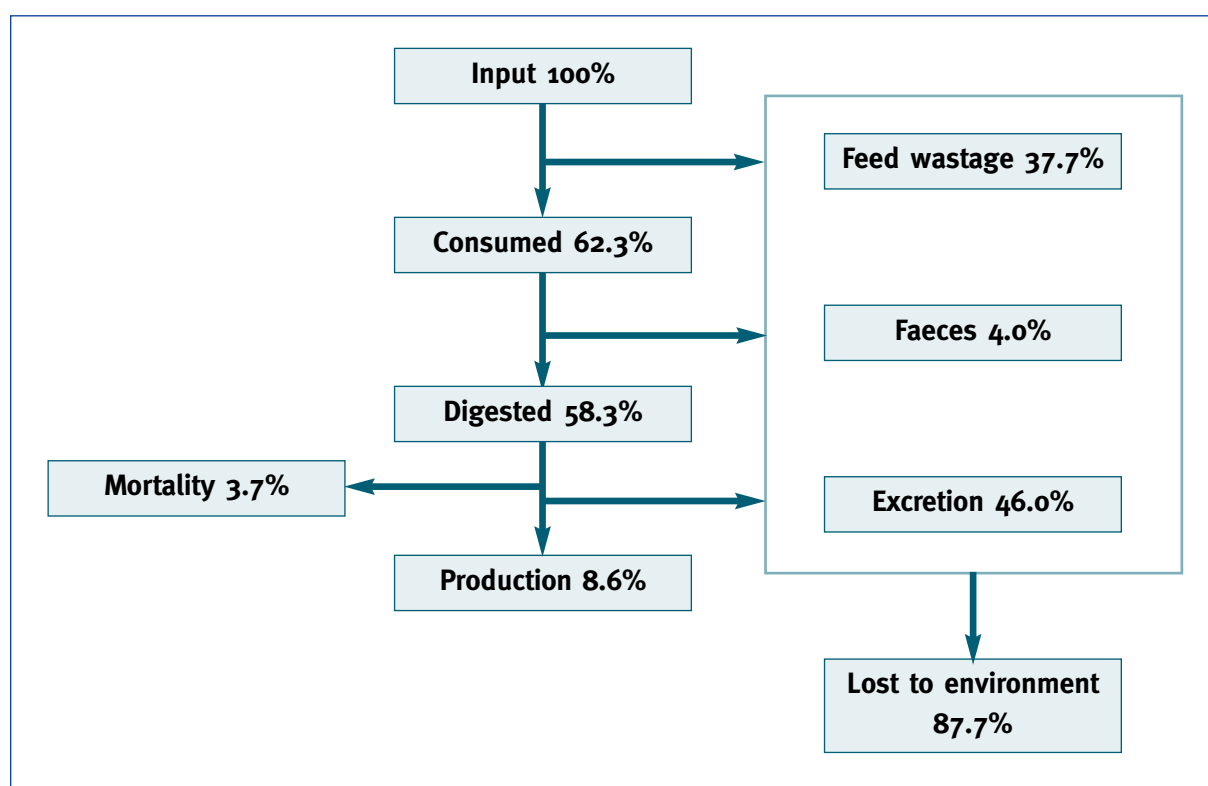 Input 100%
Feed wastage 37.7%
Consumed 62.3%
Faeces 4.0%
Digested 58.3%
Mortality 3.7%
Excretion 46.0%
Production 8.6%
Lost to environment
87.7%